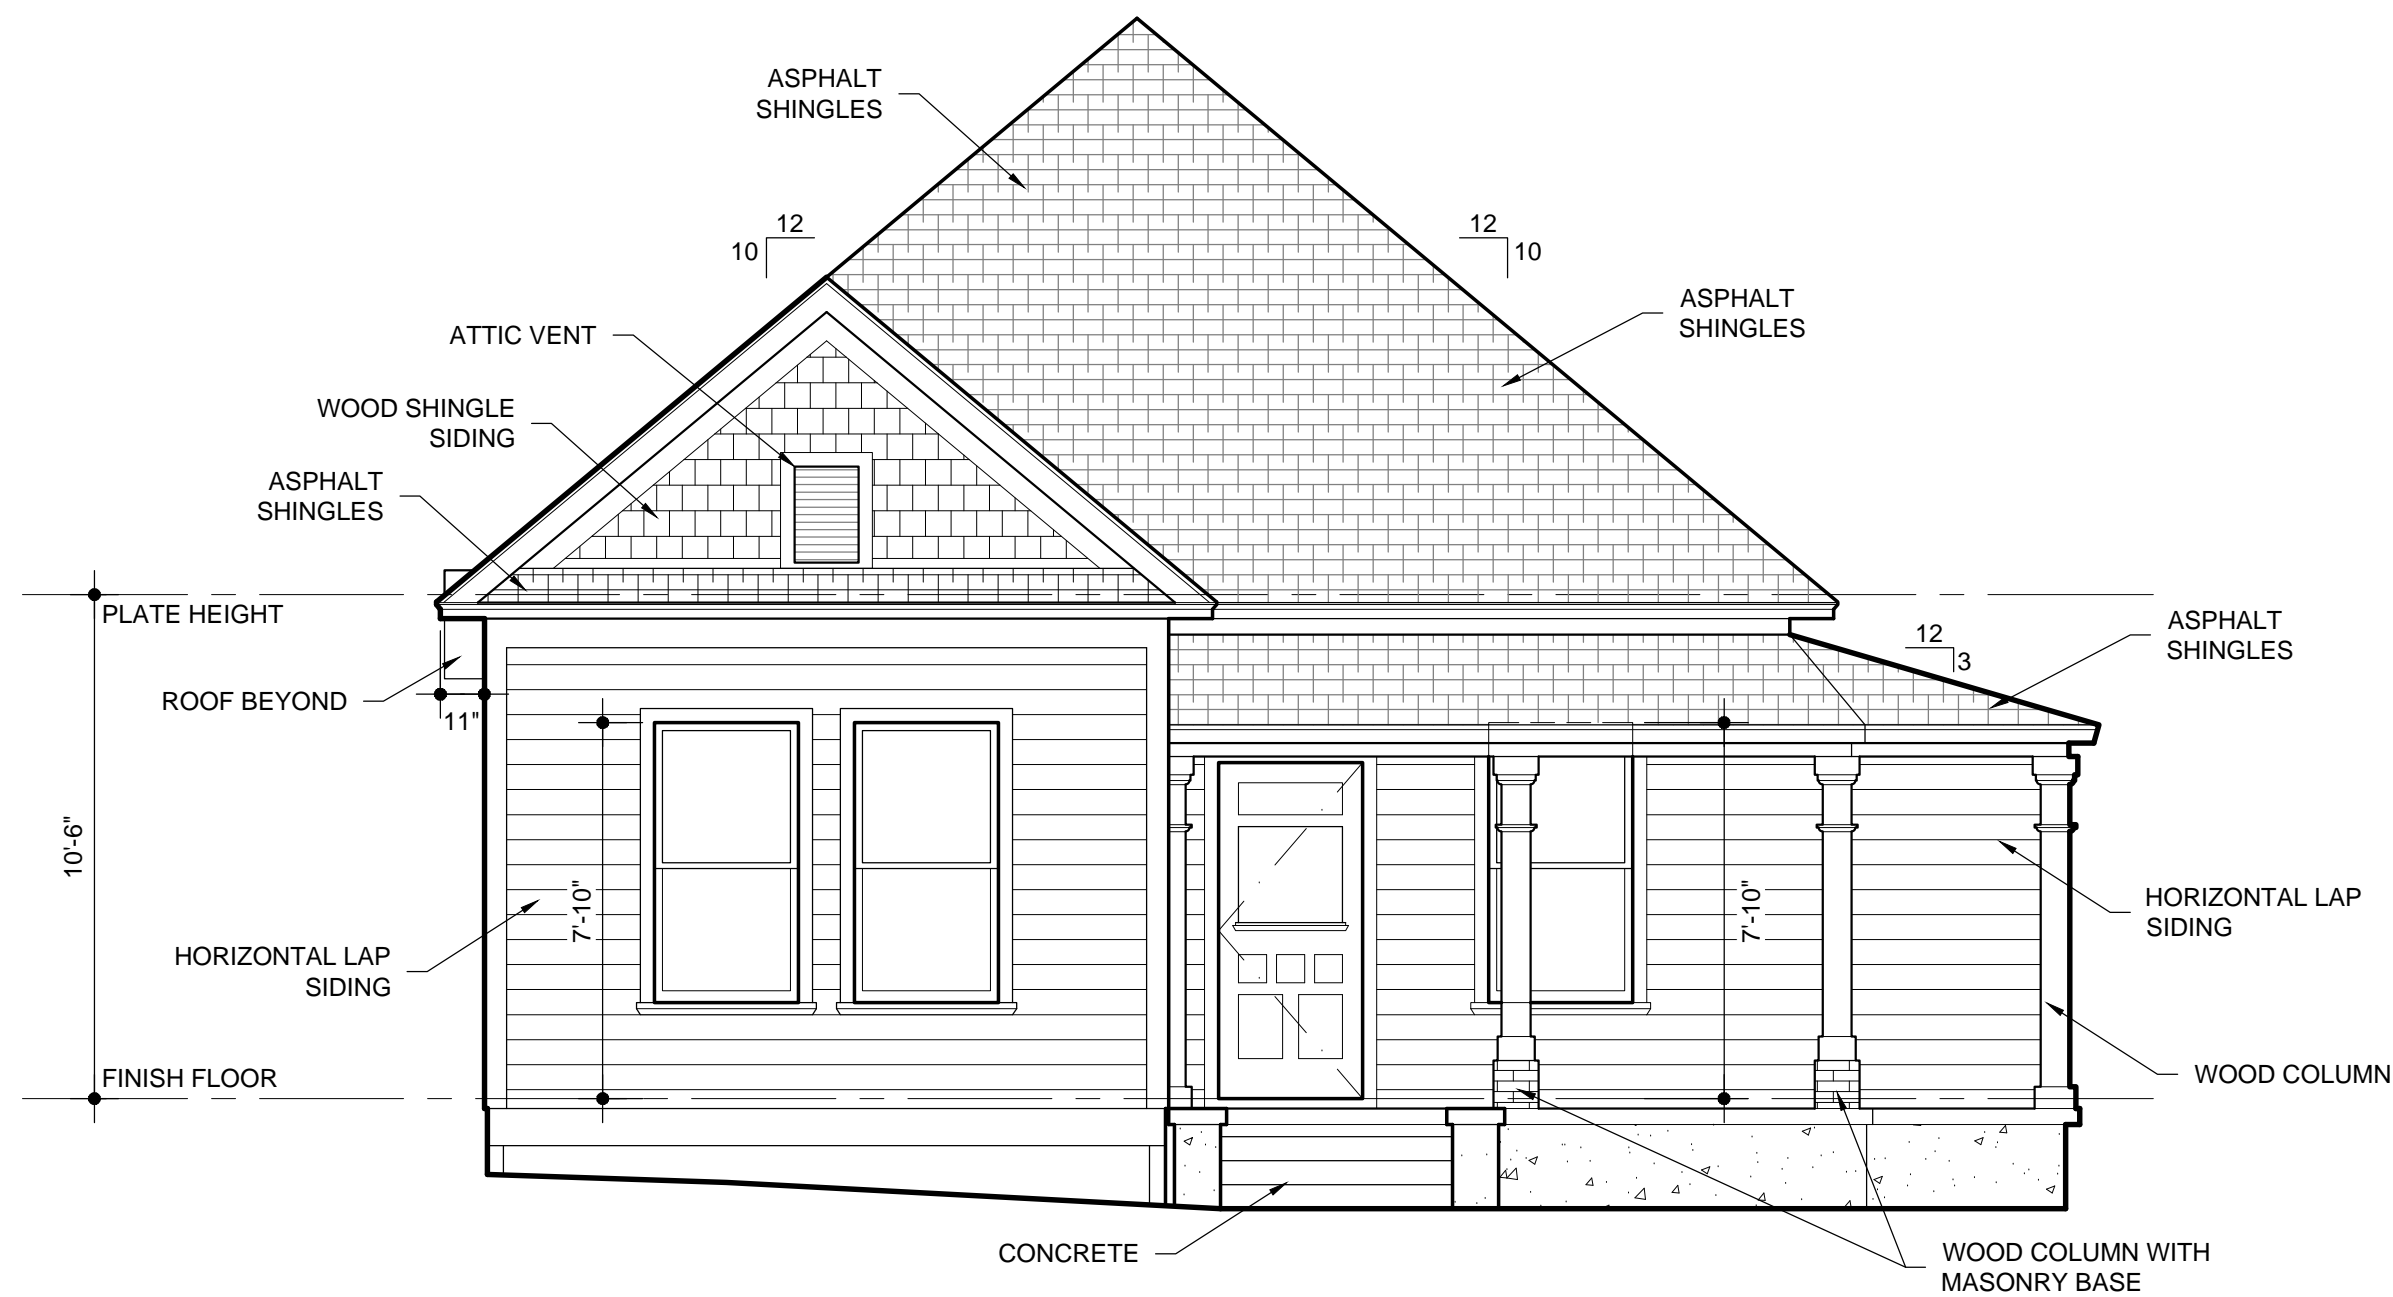 ASPHALT
SHINGLES
12
10
12
10
ASPHALT
SHINGLES
ATTIC VENT
WOOD SHINGLE
SIDING
ASPHALT
SHINGLES
PLATE HEIGHT
ASPHALT
SHINGLES
12
3
ROOF BEYOND
11"
10'-6"
7'-10"
7'-10"
HORIZONTAL LAP
SIDING
HORIZONTAL LAP
SIDING
FINISH FLOOR
WOOD COLUMN
CONCRETE
WOOD COLUMN WITH
MASONRY BASE